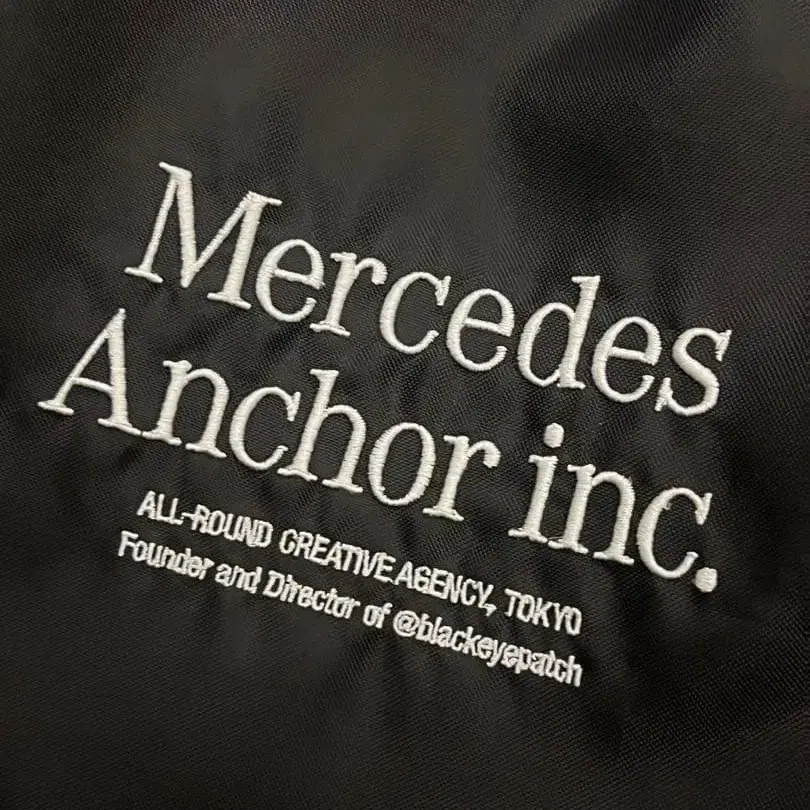 Mercedes
Anchor inc.
ALL-ROUND CREATIVE AGENCY, TOKYO
Founder and Director of @blackeyepatch